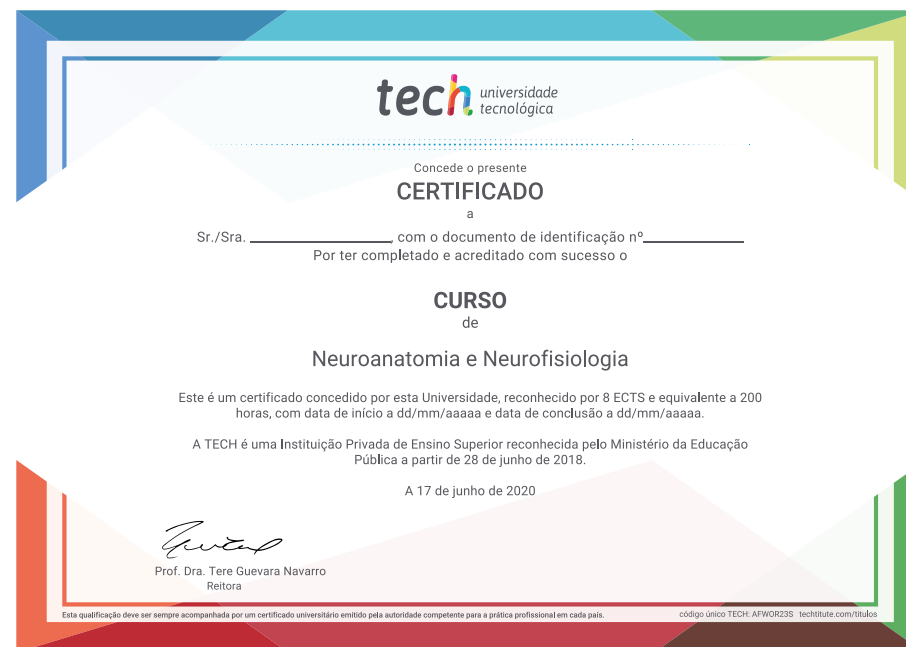 tech universidade
tecnológica
Concede o presente
CERTIFICADO
a
Sr./Sra. ____________________, com o documento de identificação nº______________
Por ter completado e acreditado com sucesso o
CURSO
de
Neuroanatomia e Neurofisiologia
Este é um certificado concedido por esta Universidade, reconhecido por 8 ECTS e equivalente a 200
horas, com data de início a dd/mm/aaaaa e data de conclusão a dd/mm/aaaaa.
A TECH é uma Instituição Privada de Ensino Superior reconhecida pelo Ministério da Educação
Pública a partir de 28 de junho de 2018.
A 17 de junho de 2020
Prof. Dra. Tere Guevara Navarro
Reitora
Esta qualificação deve ser sempre acompanhada por um certificado universitário emitido pela autoridade competente para a prática profissional em cada país. código único TECH: AFWOR23S techtitute.com/titulos